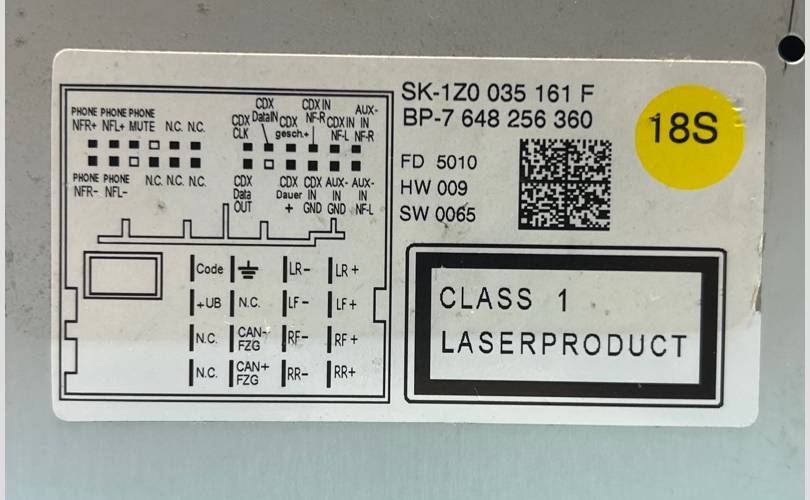 SK-1Z0 035 161 F
BP-7 648 256 360
18S
FD 5010
HW 009
SW 0065
PHONE PHONE PHONE
NFR+ NFL+ MUTE N.C. N.C.
PHONE PHONE
NFR- NFL- N.C. N.C. N.C.
CDX CLK
CDX DataIN
CDX gesch.+
CDX IN NF-R
CDX IN NF-L
AUX-IN NF-R
CDX Data OUT
CDX Dauer +
CDX IN GND
AUX-IN GND
AUX-IN NF-L
Code LR- LR+
+UB N.C. LF- LF+
N.C. CAN-FZG RF- RF+
N.C. CAN+FZG RR- RR+
CLASS 1
LASERPRODUCT